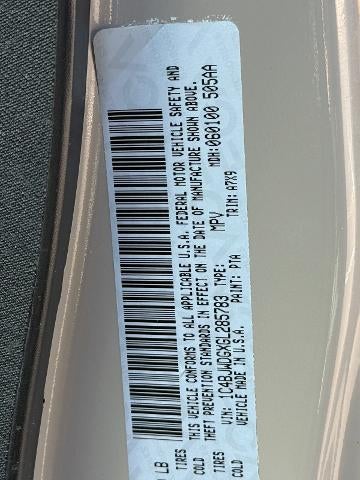 LB
TIRES
COLD
TIRES
COLD
THIS VEHICLE CONFORMS TO ALL APPLICABLE U.S.A. FEDERAL MOTOR VEHICLE SAFETY AND
THEFT PREVENTION STANDARDS IN EFFECT ON THE DATE OF MANUFACTURE SHOWN ABOVE.
VIN: 1C4BJWDGXGL285783 TYPE: MPV MDH: 060100 505AA
VEHICLE MADE IN U.S.A. PAINT: PTA TRIM: A7X9